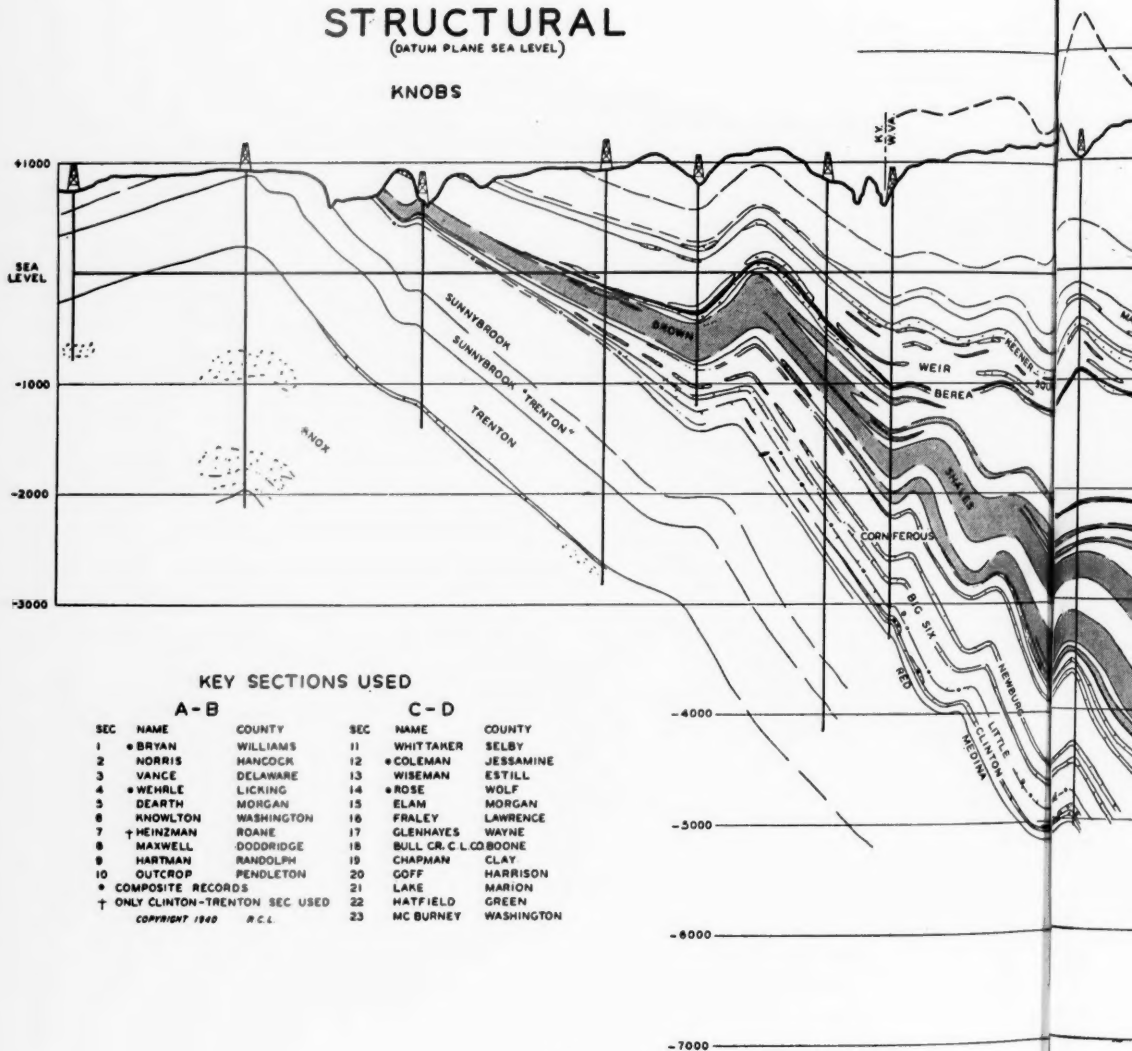 STRUCTURAL
(DATUM PLANE SEA LEVEL)
KNOBS
KY.
W.VA.
+1000
SEA
LEVEL
-1000
-2000
-3000
-4000
-5000
-6000
-7000
SUNNYBROOK
SUNNYBROOK "TRENTON"
TRENTON
KNOX
BROWN
SHALES
WEIR
KEENER
BEREA
CORNIFEROUS
BIG SIX
NEWBURG
LITTLE
CLINTON
RED
MEDINA
KEY SECTIONS USED
A-B C-D
SEC NAME COUNTY SEC NAME COUNTY
1 • BRYAN WILLIAMS 11 WHITTAKER SELBY
2 NORRIS HANCOCK 12 • COLEMAN JESSAMINE
3 VANCE DELAWARE 13 WISEMAN ESTILL
4 • WEHRLE LICKING 14 • ROSE WOLF
5 DEARTH MORGAN 15 ELAM MORGAN
6 KNOWLTON WASHINGTON 16 FRALEY LAWRENCE
7 † HEINZMAN ROANE 17 GLENHAYES WAYNE
8 MAXWELL DODDRIDGE 18 BULL CR. C. L. CO. BOONE
9 HARTMAN RANDOLPH 19 CHAPMAN CLAY
10 OUTCROP PENDLETON 20 GOFF HARRISON
• COMPOSITE RECORDS 21 LAKE MARION
† ONLY CLINTON-TRENTON SEC USED 22 HATFIELD GREEN
COPYRIGHT 1940 R.C.L. 23 MC BURNEY WASHINGTON